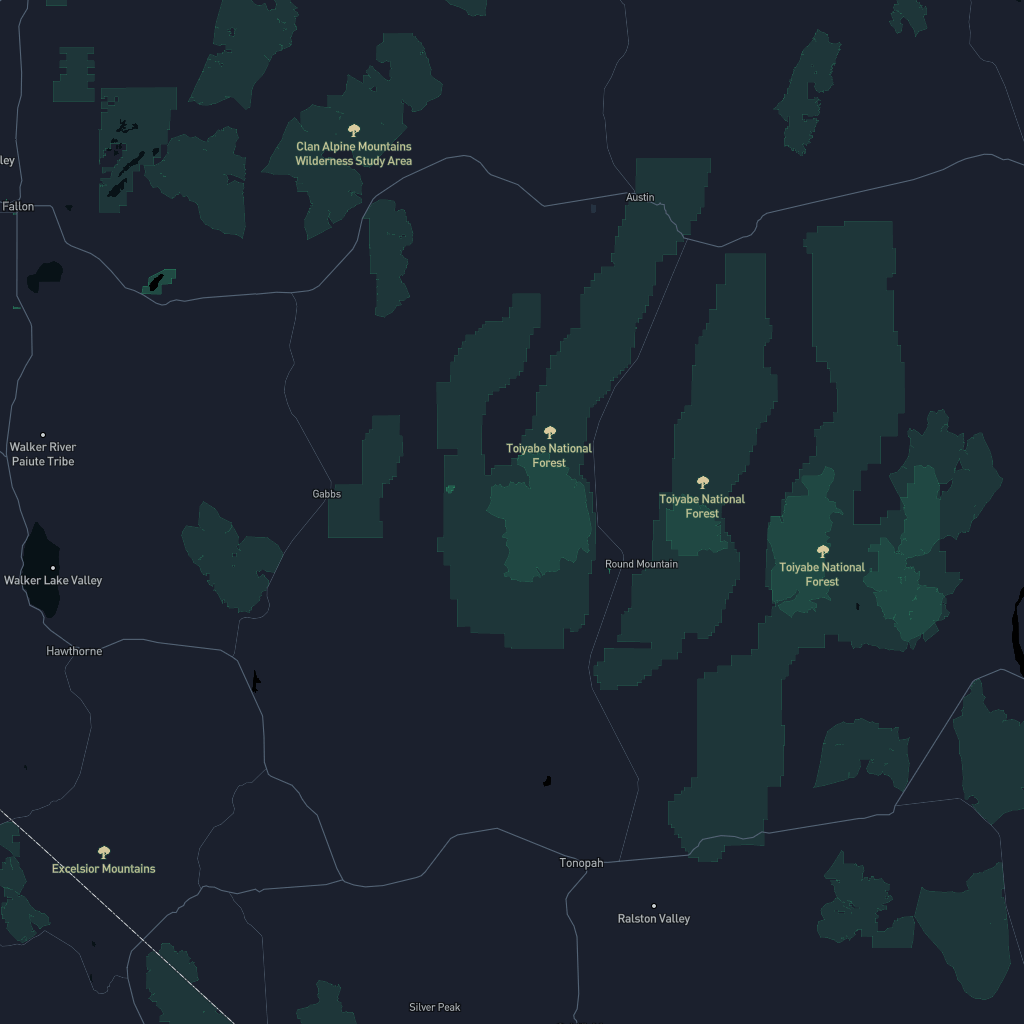 Clan Alpine Mountains
Wilderness Study Area
ley
Fallon
Austin
Walker River
Paiute Tribe
Toiyabe National
Forest
Gabbs
Toiyabe National
Forest
Round Mountain
Toiyabe National
Forest
Walker Lake Valley
Hawthorne
Excelsior Mountains
Tonopah
Ralston Valley
Silver Peak